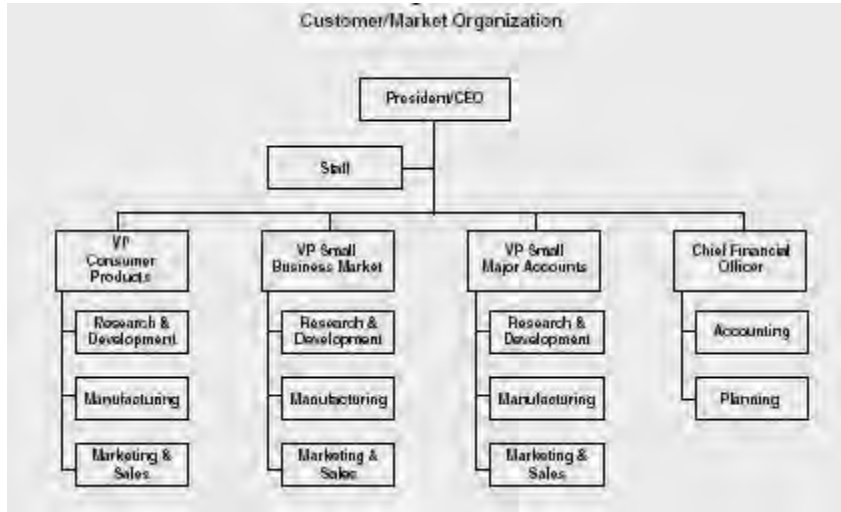 Customer/Market Organization
President/CEO
Staff
VP
Consumer
Products
VP Small
Business Market
VP Small
Major Accounts
Chief Financial
Officer
Research &
Development
Research &
Development
Research &
Development
Accounting
Manufacturing
Manufacturing
Manufacturing
Planning
Marketing &
Sales
Marketing &
Sales
Marketing &
Sales